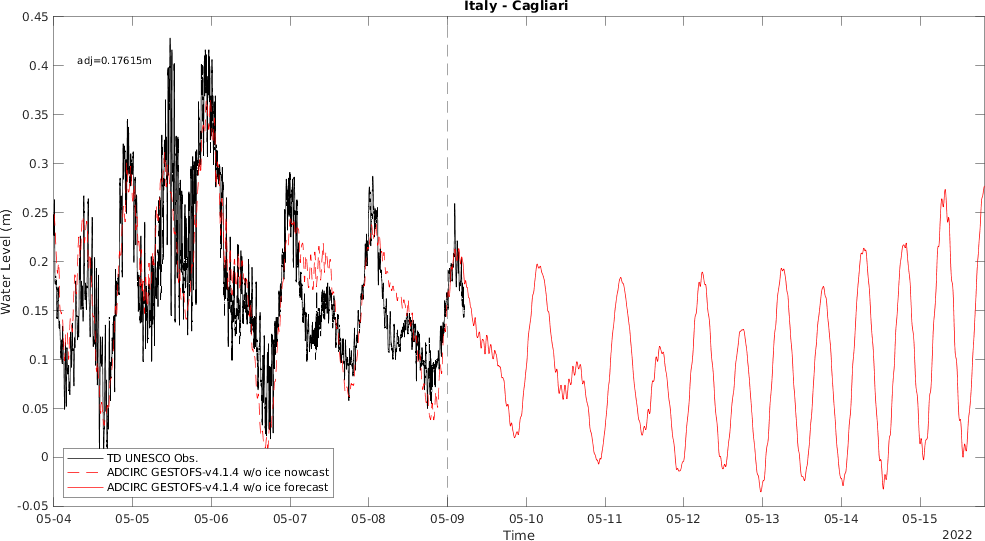 Italy - Cagliari
0.45
0.4
0.35
0.3
0.25
0.2
0.15
0.1
0.05
0
-0.05
Water Level (m)
adj=0.17615m
TD UNESCO Obs.
ADCIRC GESTOFS-v4.1.4 w/o ice nowcast
ADCIRC GESTOFS-v4.1.4 w/o ice forecast
05-04 05-05 05-06 05-07 05-08 05-09 05-10 05-11 05-12 05-13 05-14 05-15
Time
2022